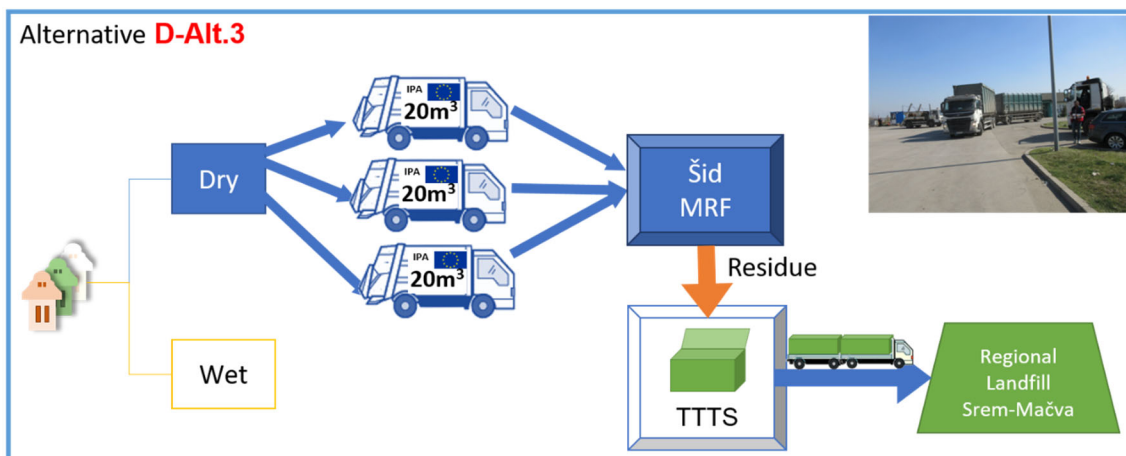 Alternative D-Alt.3
IPA
20m³
Dry
IPA
20m³
IPA
20m³
Šid
MRF
Residue
Wet
TTTS
Regional
Landfill
Srem-Mačva